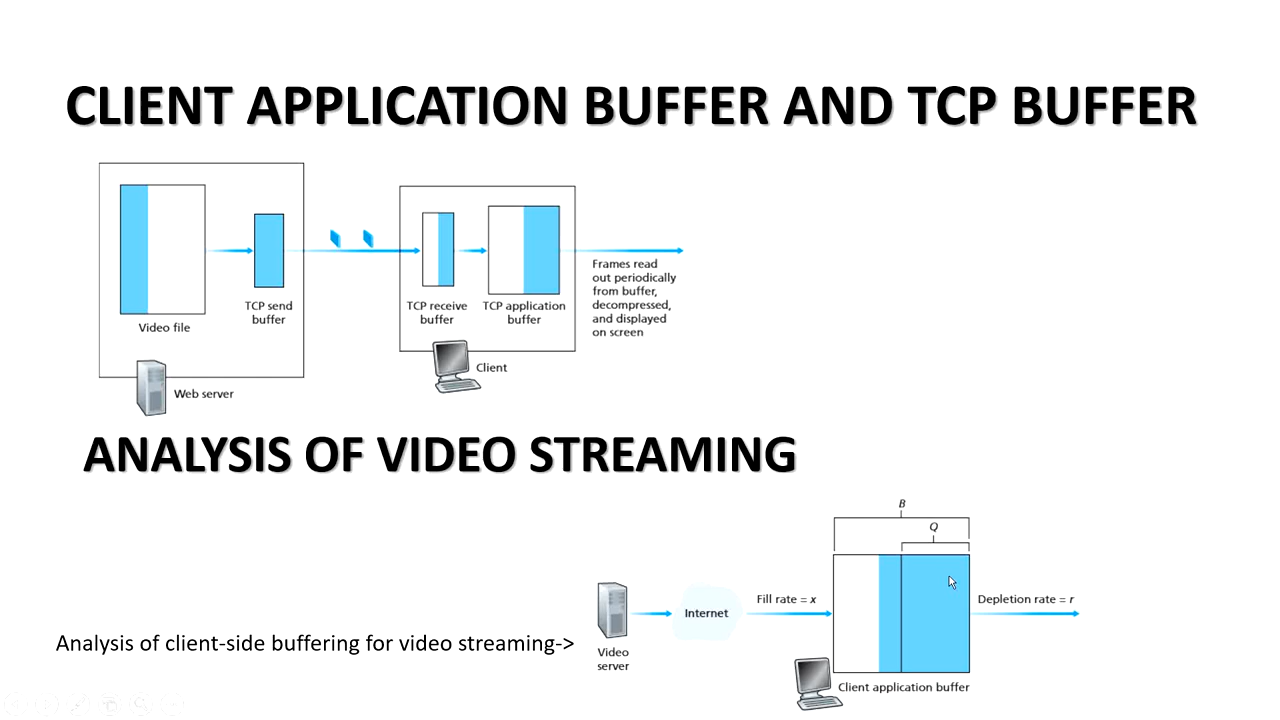 CLIENT APPLICATION BUFFER AND TCP BUFFER
Video file
TCP send
buffer
Web server
TCP receive
buffer
TCP application
buffer
Client
Frames read
out periodically
from buffer,
decompressed,
and displayed
on screen
ANALYSIS OF VIDEO STREAMING
Analysis of client-side buffering for video streaming->
Video
server
Internet
Fill rate = x
B
Q
Depletion rate = r
Client application buffer